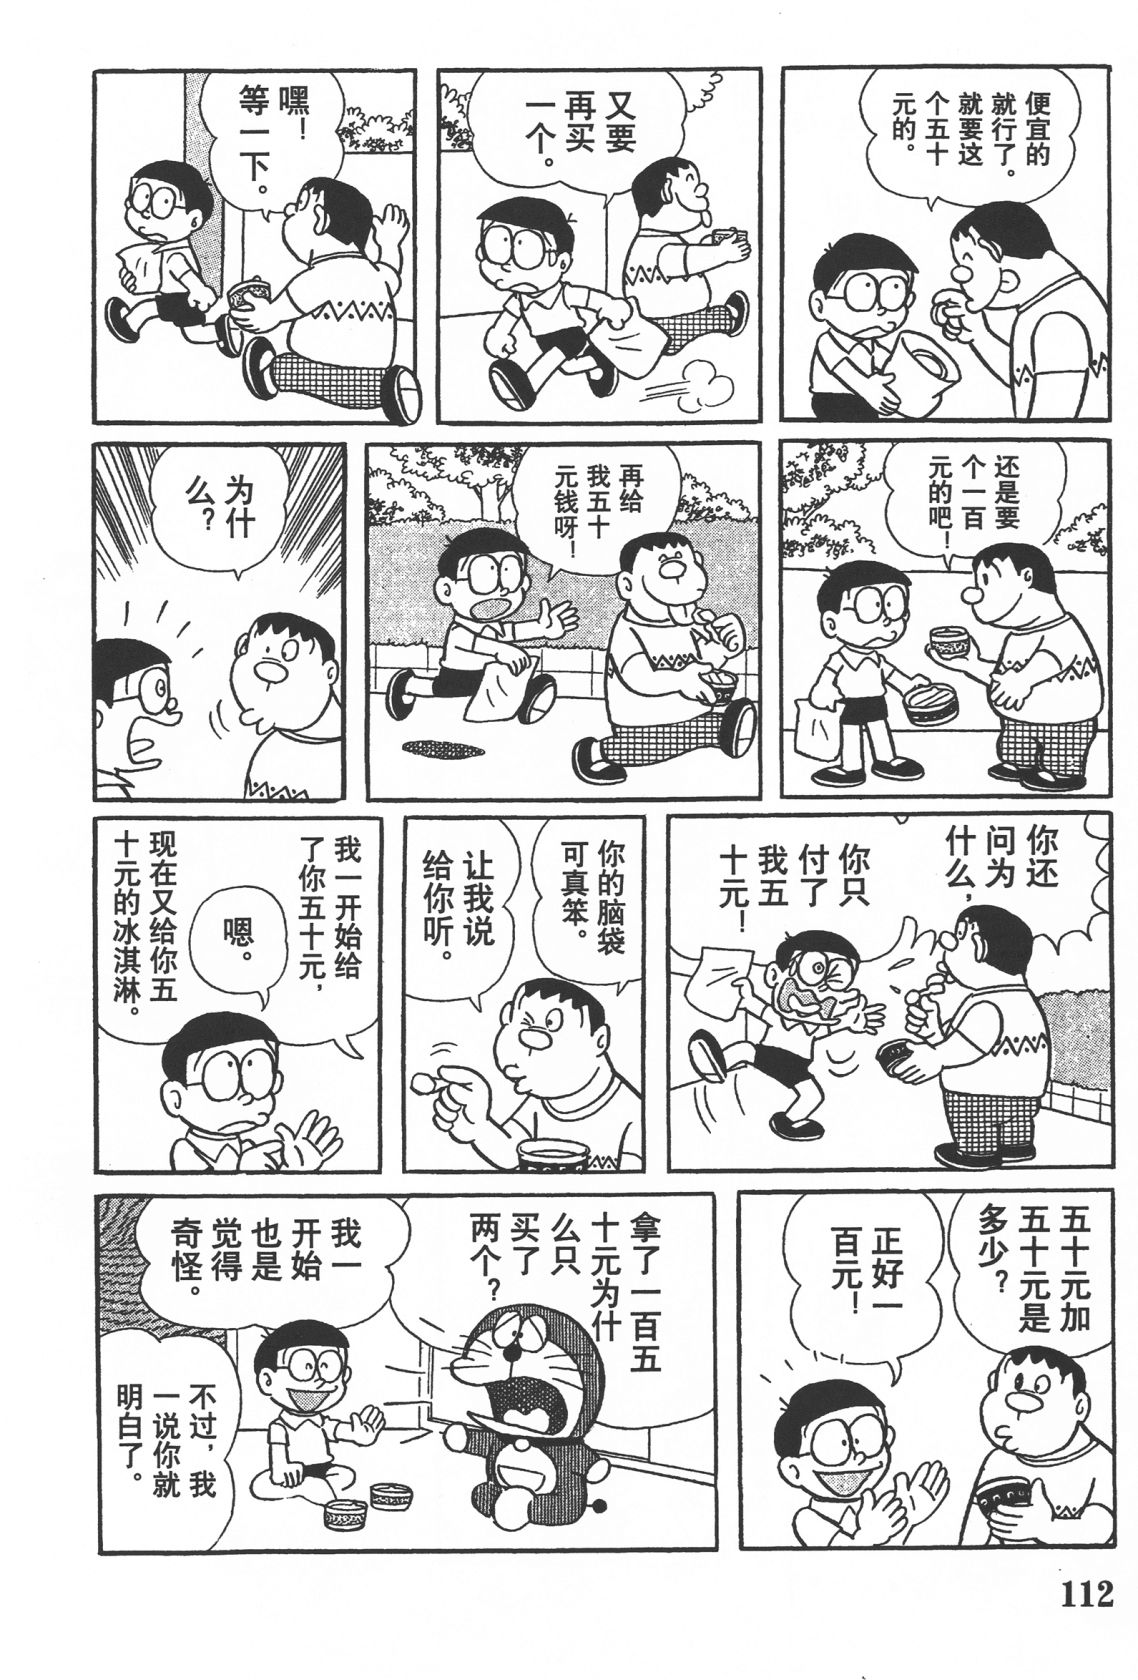 便宜的
就行了。
就要这
个五十
元的。
又要
再买
一个。
嘿！
等一下。
还是要
个一百
元的吧！
再给
我五十
元钱呀！
为什
么？
你还
问为
什么，
你只
付了
我五
十元！
你的脑袋
可真笨。
让我说
给你听。
我一开始给
了你五十元，
嗯。
现在又给你五
十元的冰淇淋。
五十元加
五十元是
多少？
正好一
百元！
拿了一百五
十元为什
么只
买了
两个？
我一
开始
也是
觉得
奇怪。
不过，我
一说你就
明白了。
112